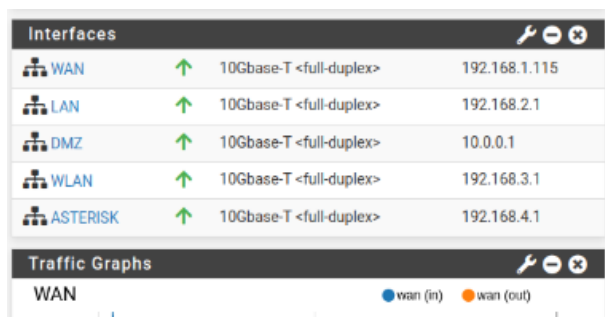 Interfaces
WAN 10Gbase-T <full-duplex> 192.168.1.115
LAN 10Gbase-T <full-duplex> 192.168.2.1
DMZ 10Gbase-T <full-duplex> 10.0.0.1
WLAN 10Gbase-T <full-duplex> 192.168.3.1
ASTERISK 10Gbase-T <full-duplex> 192.168.4.1
Traffic Graphs
WAN wan (in) wan (out)